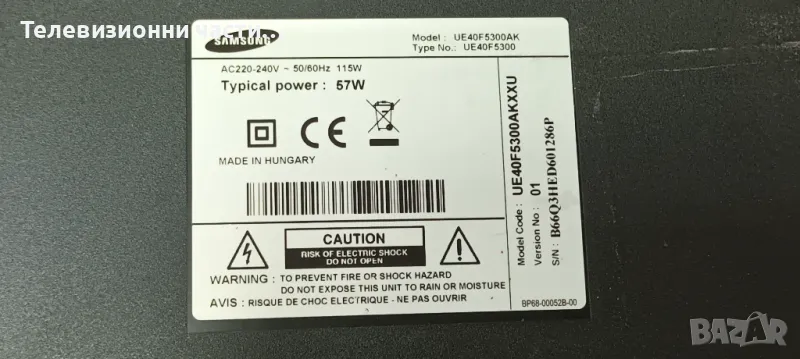 Телевизионни части
SAMSUNG
Model : UE40F5300AK
Type No.: UE40F5300
AC220-240V ~ 50/60Hz 115W
Typical power : 57W
CE
MADE IN HUNGARY
CAUTION
RISK OF ELECTRIC SHOCK
DO NOT OPEN
WARNING : TO PREVENT FIRE OR SHOCK HAZARD
DO NOT EXPOSE THIS UNIT TO RAIN OR MOISTURE
AVIS : RISQUE DE CHOC ELECTRIQUE - NE PAS OUVRIR
Model Code : UE40F5300AKXXU
Version No : 01
S/N : B66Q3HED601286P
BP68-00052B-00
BAZAR